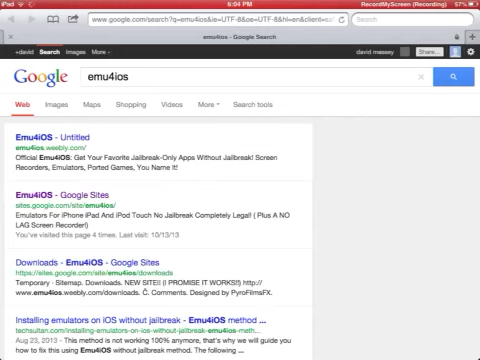 iPad 6:04 PM RecordMyScreen (Recording) 57%
www.google.com/search?q=emu4ios&ie=UTF-8&oe=UTF-8&hl=en&client=saf Search
emu4ios - Google Search
+david Search Images More david massey Share...
Google emu4ios
Web Images Maps Shopping Videos More Search tools
Emu4iOS - Untitled
emu4ios.weebly.com/
Official Emu4iOS: Get Your Favorite Jailbreak-Only Apps Without Jailbreak! Screen
Recorders, Emulators, Ported Games, You Name It!
Emu4iOS - Google Sites
sites.google.com/site/emu4ios/
Emulators For iPhone iPad And iPod Touch No Jailbreak Completely Legal! ( Plus A NO
LAG Screen Recorder!)
You've visited this page 4 times. Last visit: 10/13/13
Downloads - Emu4iOS - Google Sites
https://sites.google.com/site/emu4ios/downloads
Temporary · Sitemap. Downloads. NEW SITE!! (I PROMISE IT WORKS!!) http://
www.emu4ios.weebly.com/downloads. Č. Comments. Designed by PyroFilmsFX.
Installing emulators on iOS without jailbreak - Emu4iOS method ...
techsultan.com/installing-emulators-on-ios-without-jailbreak-emu4ios-meth...
Aug 23, 2013 - This method is not working 100% anymore, that's why we will guide you
how to fix this using Emu4iOS without jailbreak method. The following ...